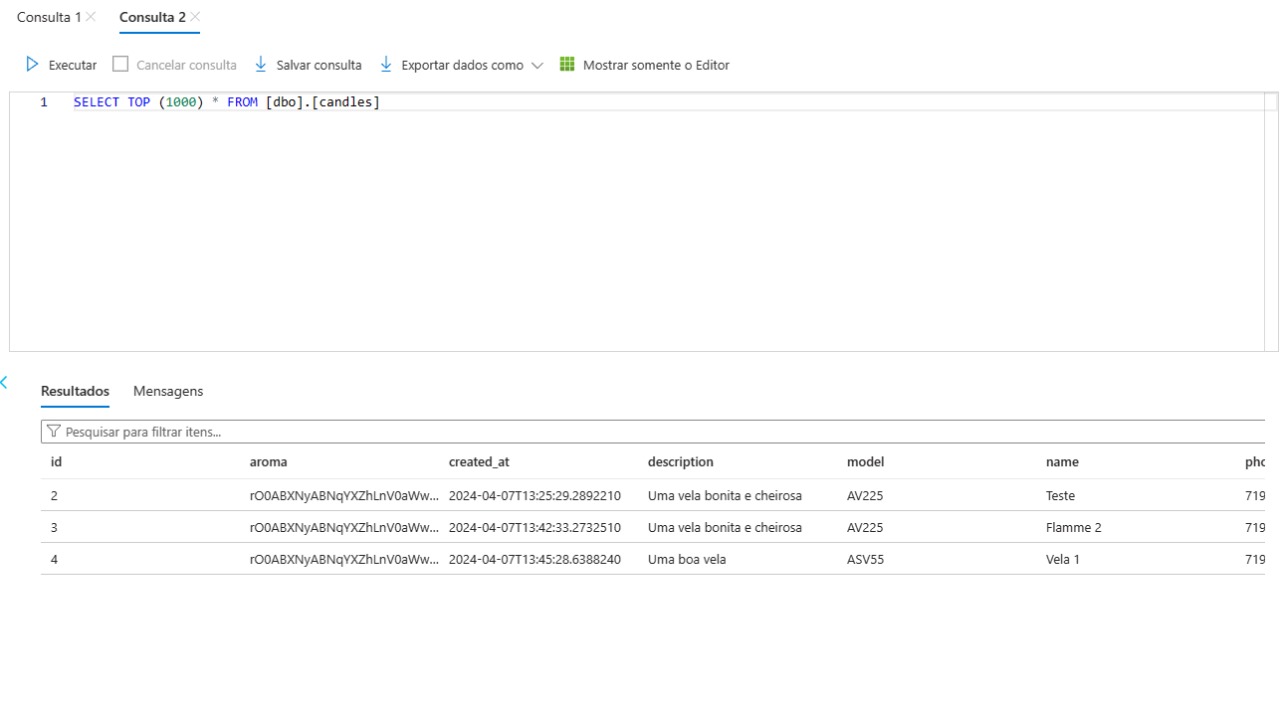 Consulta 1 Consulta 2
Executar Cancelar consulta Salvar consulta Exportar dados como Mostrar somente o Editor
1 SELECT TOP (1000) * FROM [dbo].[candles]
Resultados Mensagens
Pesquisar para filtrar itens...
id aroma created_at description model name pho
2 rO0ABXNyABNqYXZhLnV0aWw... 2024-04-07T13:25:29.2892210 Uma vela bonita e cheirosa AV225 Teste 719
3 rO0ABXNyABNqYXZhLnV0aWw... 2024-04-07T13:42:33.2732510 Uma vela bonita e cheirosa AV225 Flamme 2 719
4 rO0ABXNyABNqYXZhLnV0aWw... 2024-04-07T13:45:28.6388240 Uma boa vela ASV55 Vela 1 719